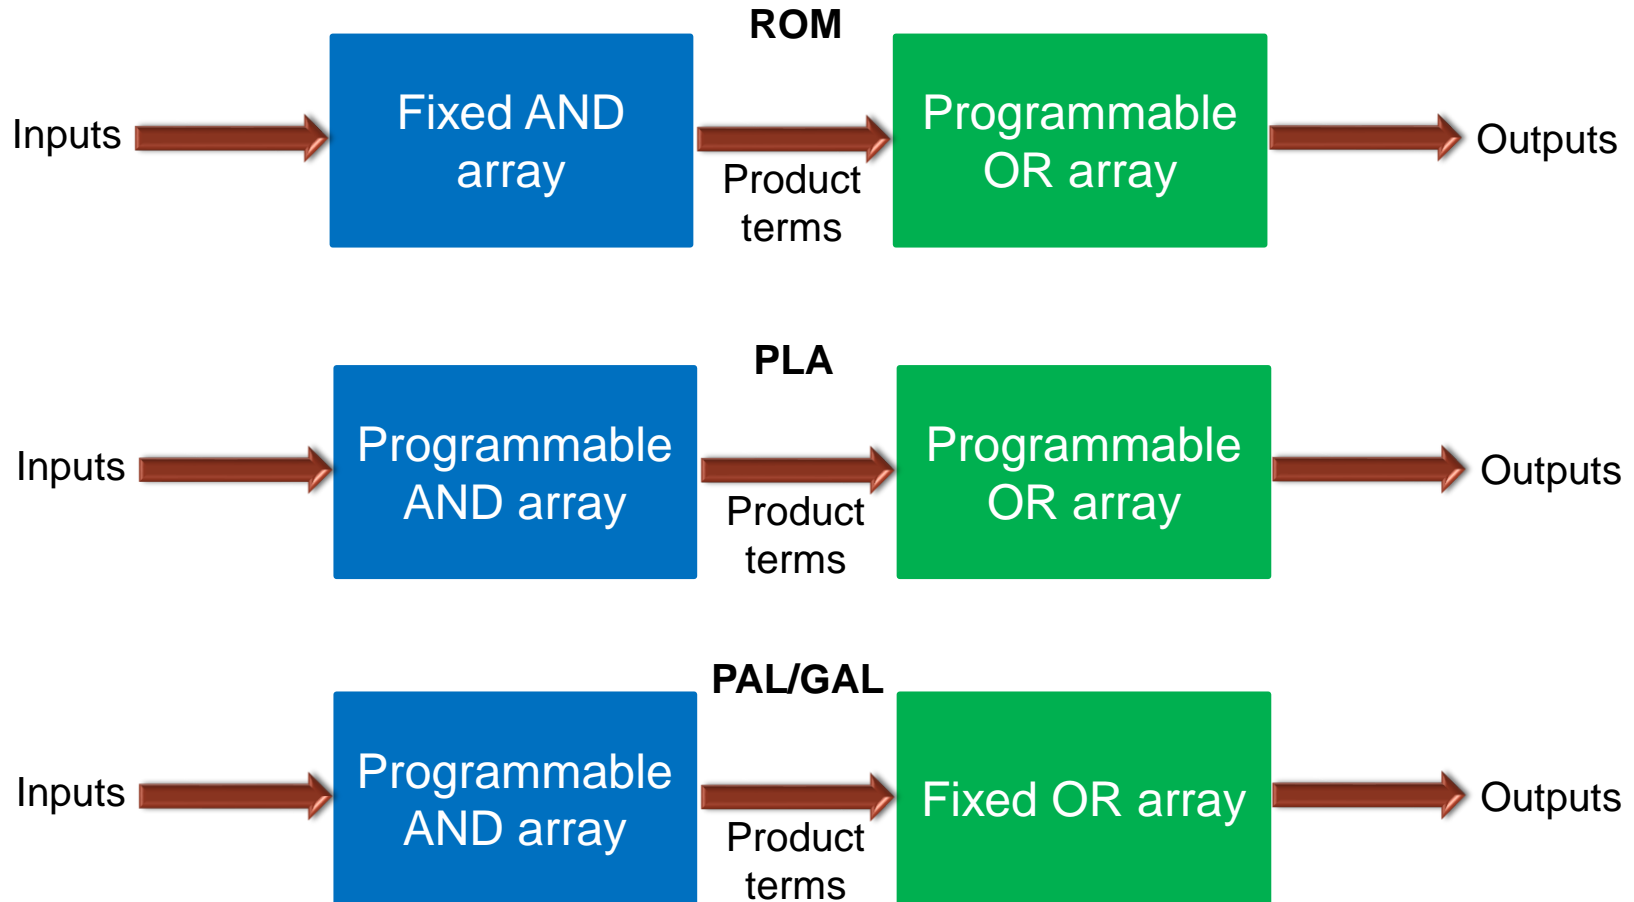 ROM
Inputs
Fixed AND
array
Product
terms
Programmable
OR array
Outputs
PLA
Inputs
Programmable
AND array
Product
terms
Programmable
OR array
Outputs
PAL/GAL
Inputs
Programmable
AND array
Product
terms
Fixed OR array
Outputs